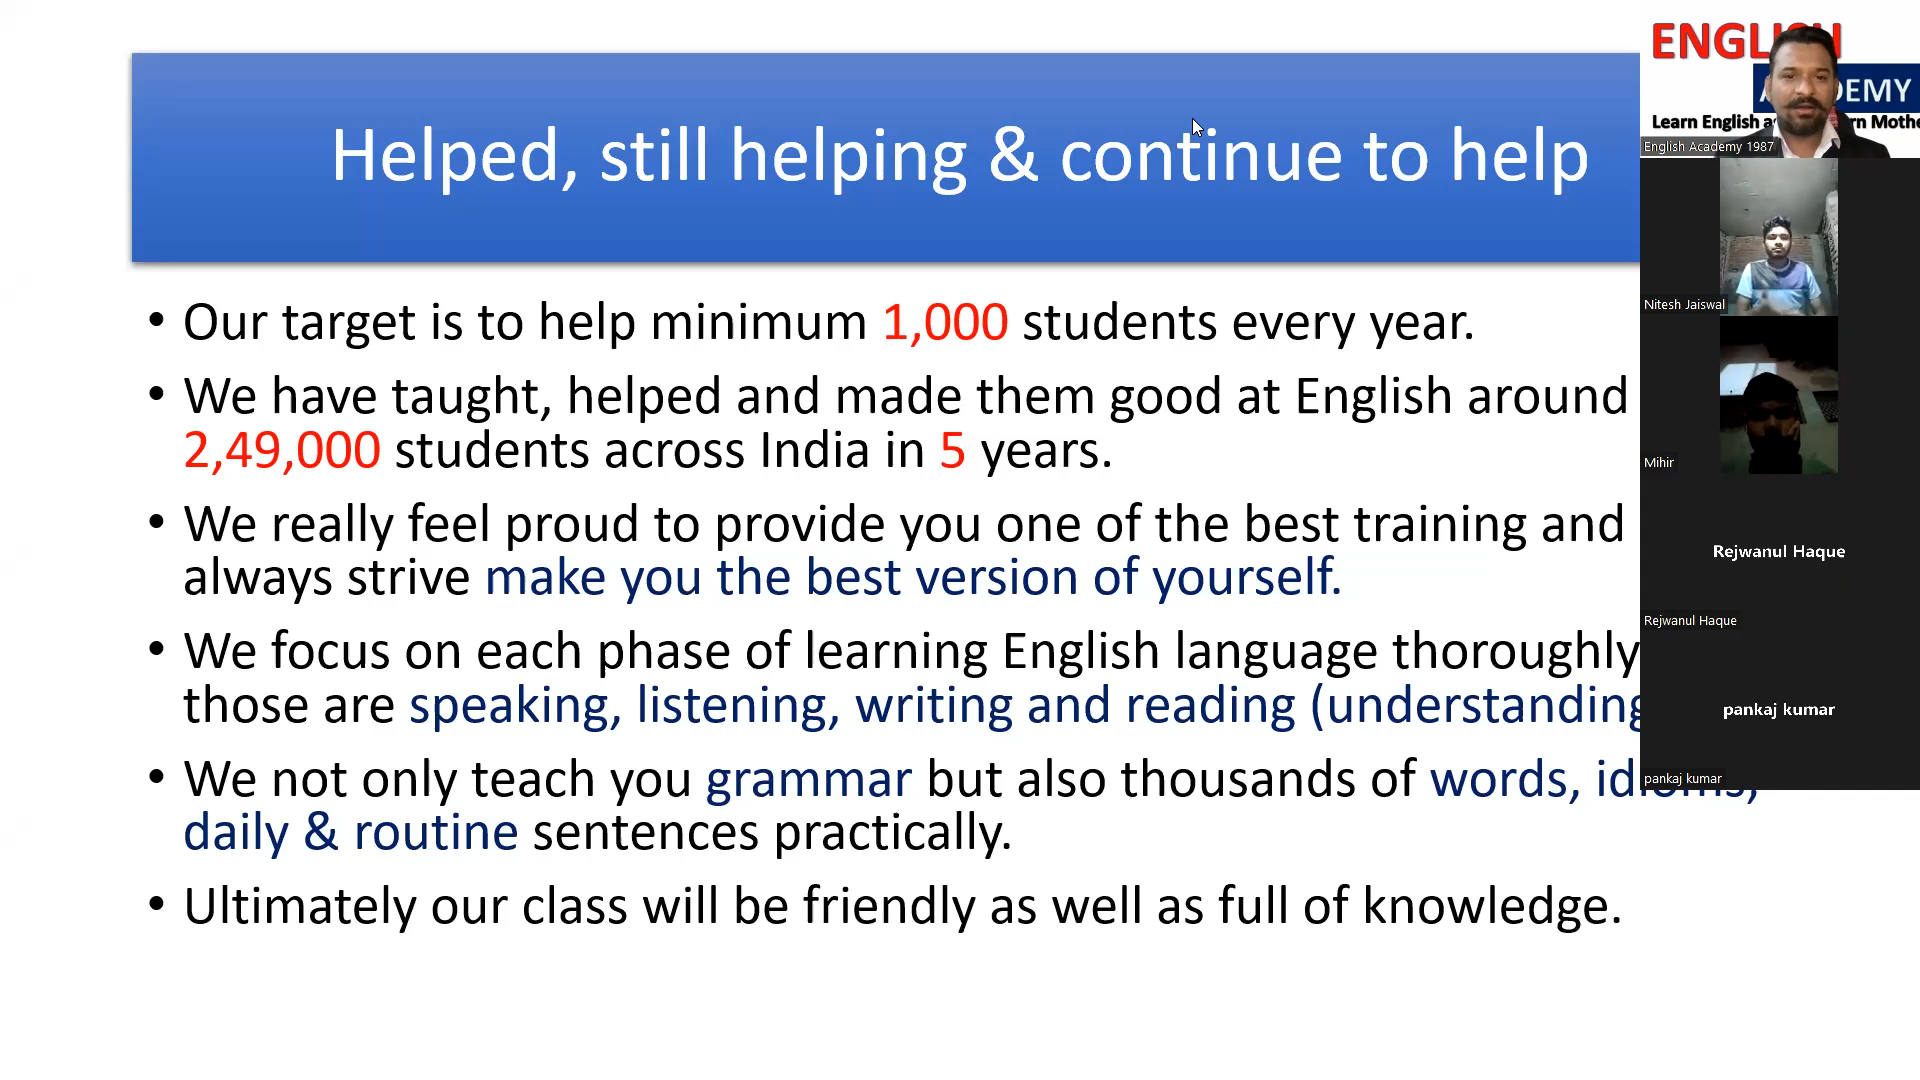 Helped, still helping & continue to help
• Our target is to help minimum 1,000 students every year.
• We have taught, helped and made them good at English around
2,49,000 students across India in 5 years.
• We really feel proud to provide you one of the best training and
always strive make you the best version of yourself.
• We focus on each phase of learning English language thoroughly
those are speaking, listening, writing and reading (understanding
• We not only teach you grammar but also thousands of words, idioms,
daily & routine sentences practically.
• Ultimately our class will be friendly as well as full of knowledge.
ENGLISH
DEMY
Learn English
English Academy 1987
Nitesh Jaiswal
Mihir
Rejwanul Haque
Rejwanul Haque
pankaj kumar
pankaj kumar